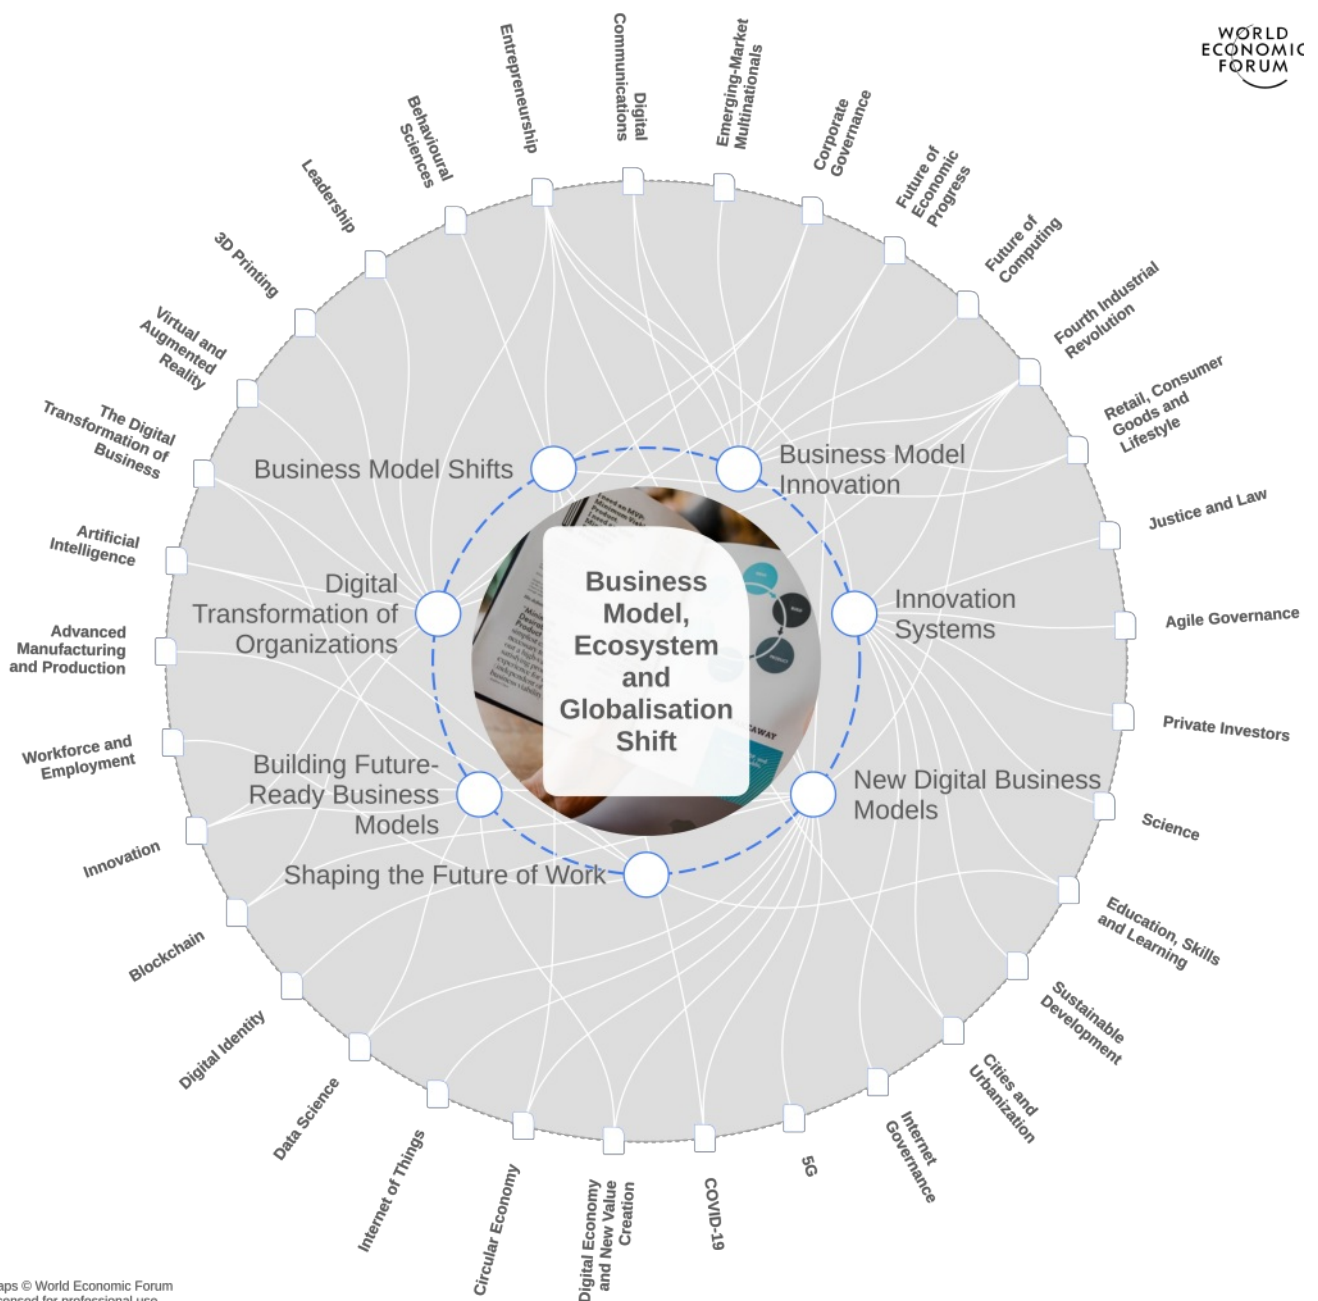 WORLD
ECONOMIC
FORUM
Entrepreneurship
Digital
Communications
Emerging-Market
Multinationals
Corporate
Governance
Future of
Economic
Progress
Future of
Computing
Fourth Industrial
Revolution
Retail, Consumer
Goods and
Lifestyle
Justice and Law
Agile Governance
Private Investors
Science
Education, Skills
and Learning
Sustainable
Development
Cities and
Urbanization
Internet
Governance
5G
COVID-19
Digital Economy
and New Value
Creation
Circular Economy
Internet of Things
Data Science
Digital Identity
Blockchain
Innovation
Workforce and
Employment
Advanced
Manufacturing
and Production
Artificial
Intelligence
The Digital
Transformation of
Business
Virtual and
Augmented
Reality
3D Printing
Leadership
Behavioural
Sciences
Business Model Shifts
Business Model
Innovation
Digital
Transformation of
Organizations
Innovation
Systems
Building Future-
Ready Business
Models
New Digital Business
Models
Shaping the Future of Work
Business
Model,
Ecosystem
and
Globalisation
Shift
aps © World Economic Forum